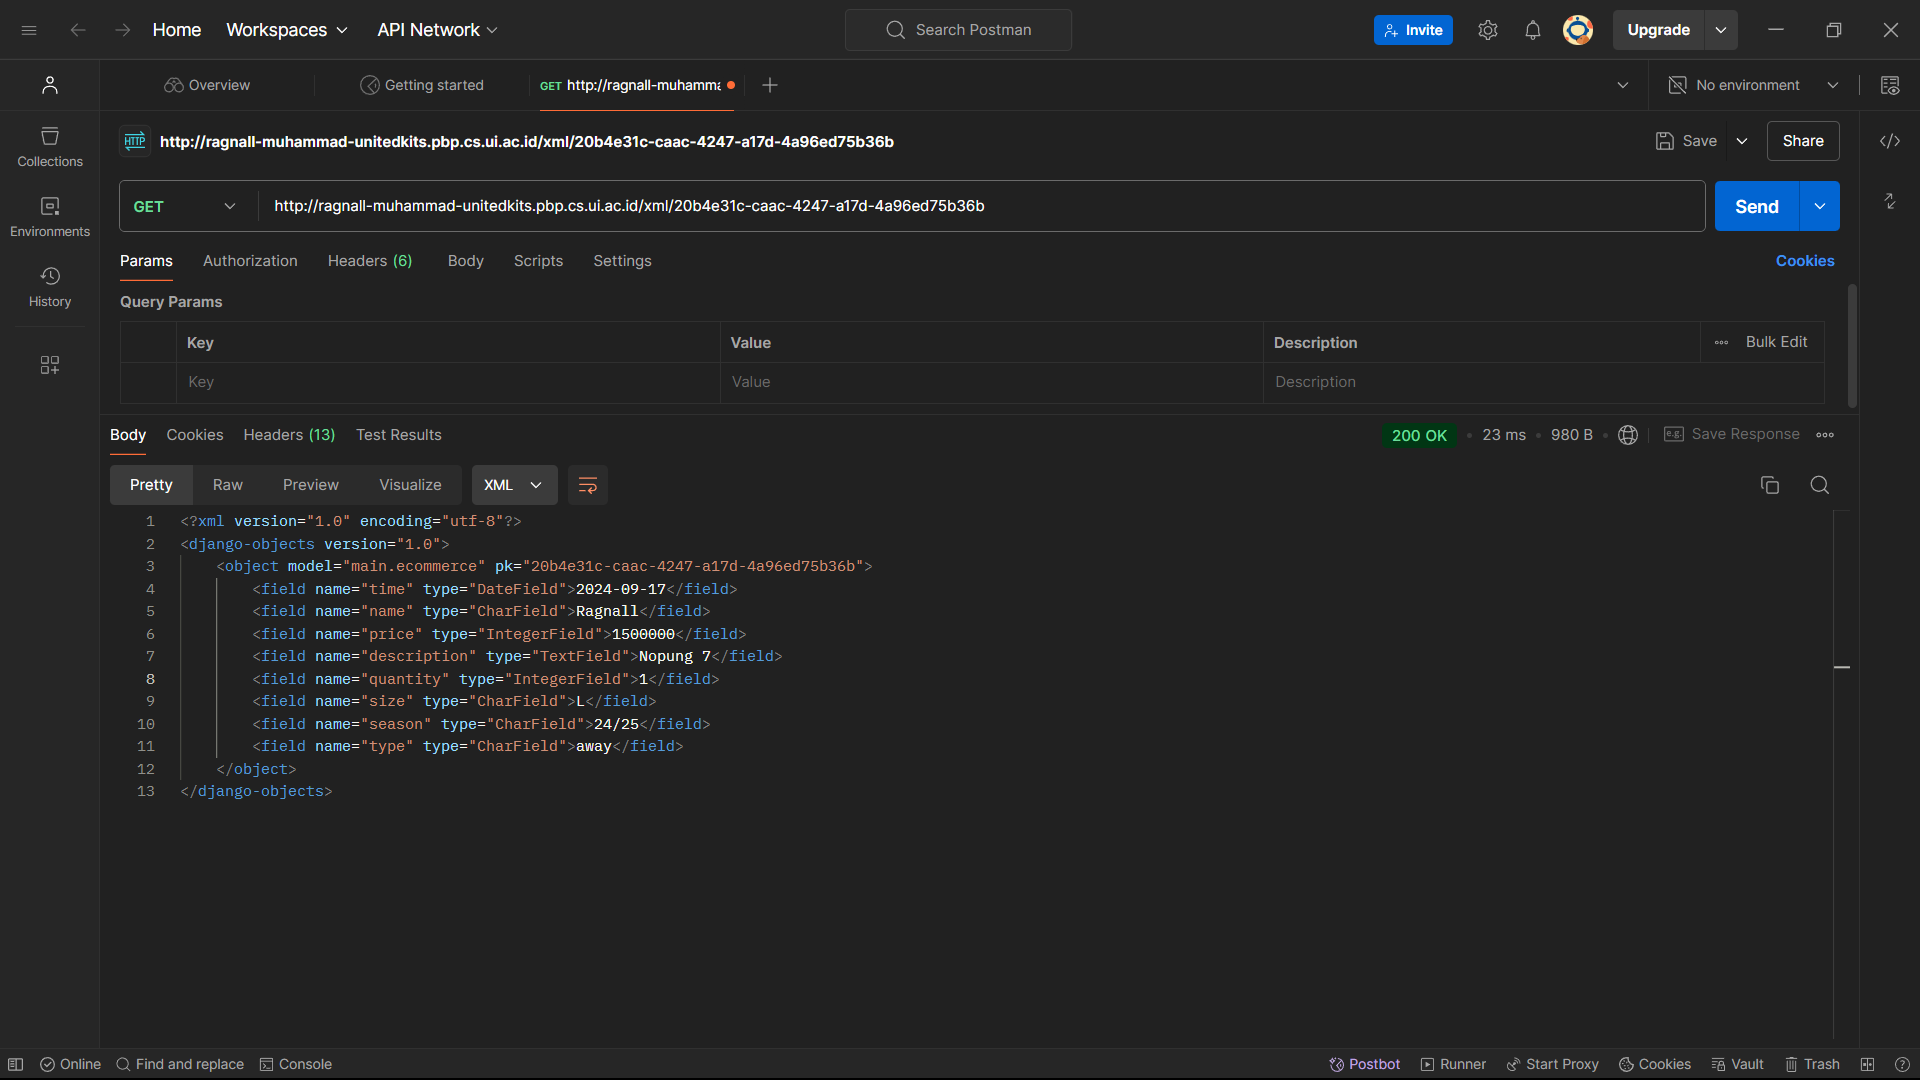 Home Workspaces API Network Search Postman Invite Upgrade
Overview Getting started GET http://ragnall-muhamma No environment
HTTP http://ragnall-muhammad-unitedkits.pbp.cs.ui.ac.id/xml/20b4e31c-caac-4247-a17d-4a96ed75b36b Save Share
Collections
GET http://ragnall-muhammad-unitedkits.pbp.cs.ui.ac.id/xml/20b4e31c-caac-4247-a17d-4a96ed75b36b Send
Environments
Params Authorization Headers (6) Body Scripts Settings Cookies
History
Query Params
Key Value Description Bulk Edit
Key Value Description
Body Cookies Headers (13) Test Results 200 OK 23 ms 980 B e.g. Save Response
Pretty Raw Preview Visualize XML
1 <?xml version="1.0" encoding="utf-8"?>
2 <django-objects version="1.0">
3 <object model="main.ecommerce" pk="20b4e31c-caac-4247-a17d-4a96ed75b36b">
4 <field name="time" type="DateField">2024-09-17</field>
5 <field name="name" type="CharField">Ragnall</field>
6 <field name="price" type="IntegerField">1500000</field>
7 <field name="description" type="TextField">Nopung 7</field>
8 <field name="quantity" type="IntegerField">1</field>
9 <field name="size" type="CharField">L</field>
10 <field name="season" type="CharField">24/25</field>
11 <field name="type" type="CharField">away</field>
12 </object>
13 </django-objects>
Online Find and replace Console Postbot Runner Start Proxy Cookies Vault Trash